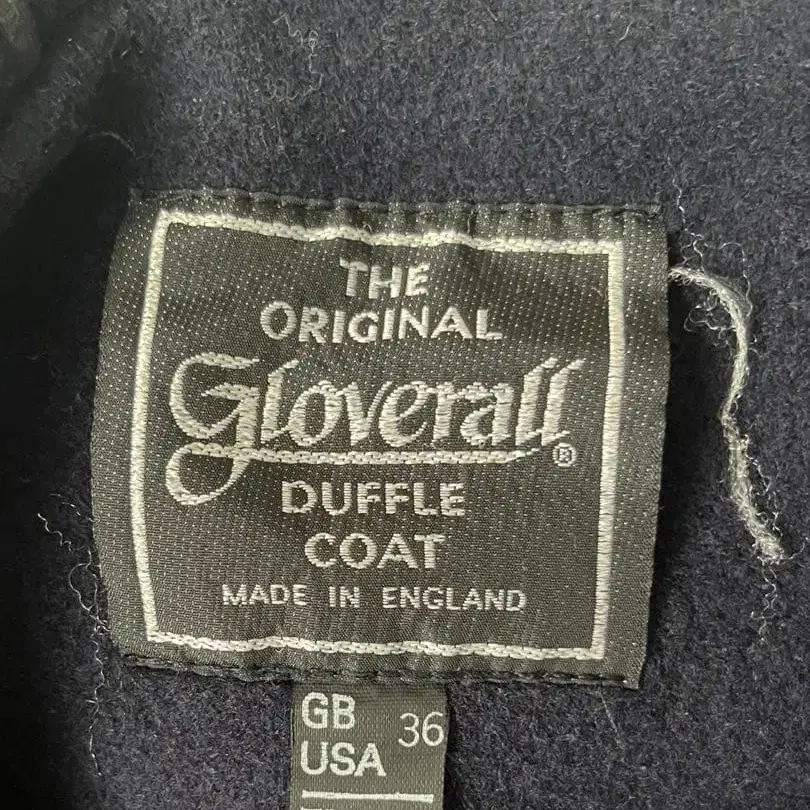 THE
ORIGINAL
Gloverall®
DUFFLE
COAT
MADE IN ENGLAND
GB
USA 36